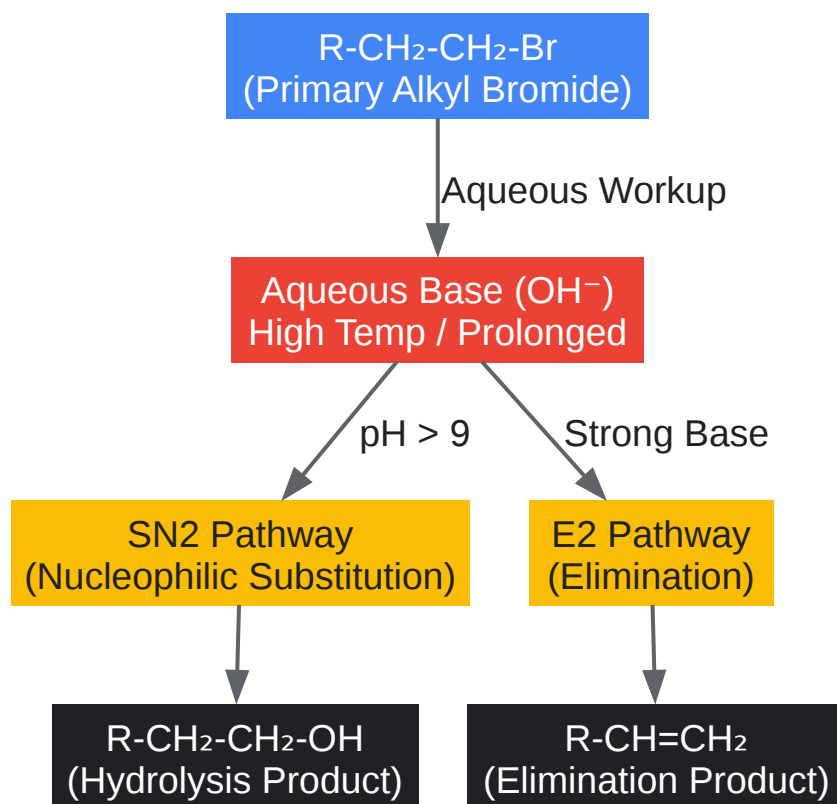 R-CH₂-CH₂-Br
(Primary Alkyl Bromide)
Aqueous Workup
Aqueous Base (OH⁻)
High Temp / Prolonged
pH > 9
Strong Base
SN2 Pathway
(Nucleophilic Substitution)
E2 Pathway
(Elimination)
R-CH₂-CH₂-OH
(Hydrolysis Product)
R-CH=CH₂
(Elimination Product)